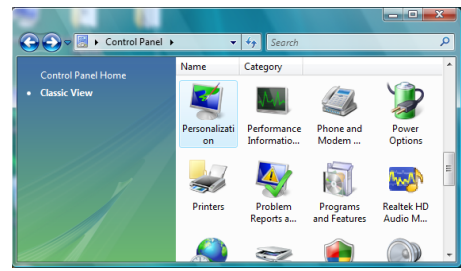 Control Panel
Search
Control Panel Home
Classic View
Name Category
Personalizati
on
Performance
Informatio...
Phone and
Modem ...
Power
Options
Printers
Problem
Reports a...
Programs
and Features
Realtek HD
Audio M...